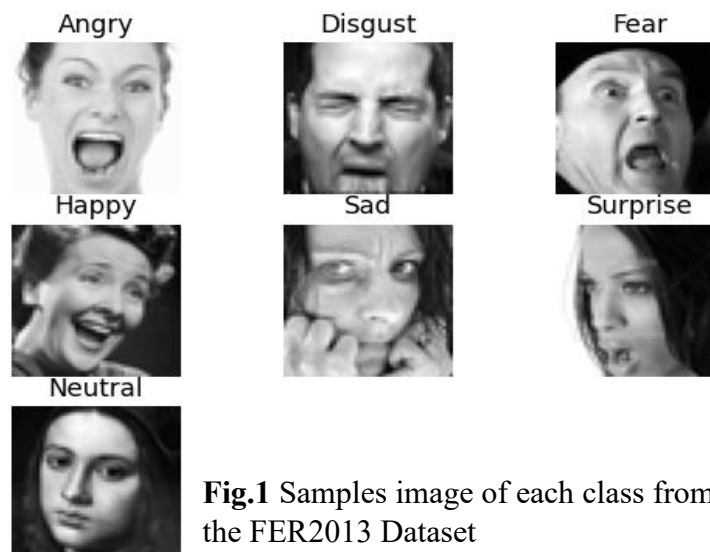 Angry
Disgust
Fear
Happy
Sad
Surprise
Neutral
Fig.1 Samples image of each class from
the FER2013 Dataset